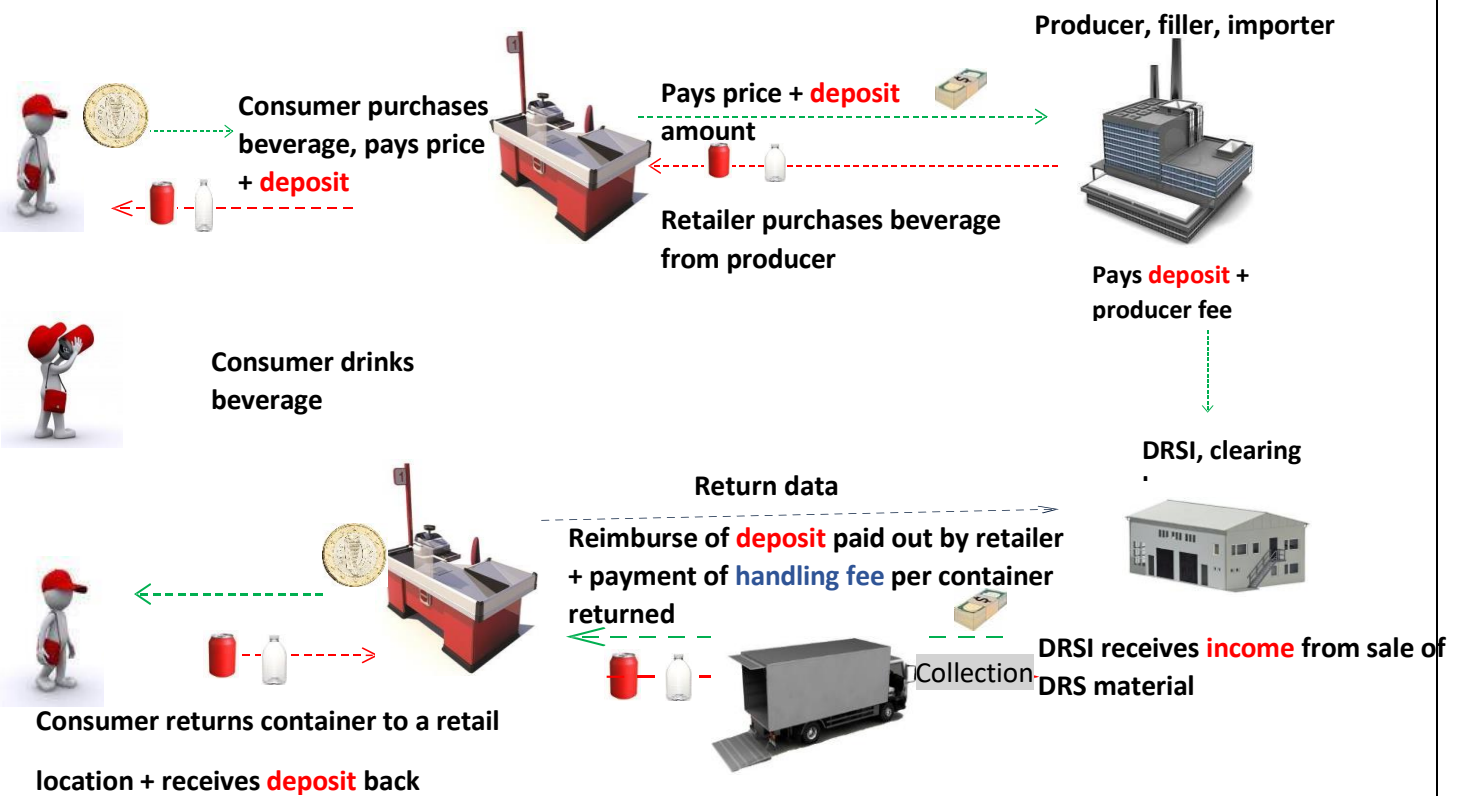 Producer, filler, importer
Consumer purchases
beverage, pays price
+ deposit
Pays price + deposit
amount
Retailer purchases beverage
from producer
Pays deposit +
producer fee
Consumer drinks
beverage
DRSI, clearing
Return data
Reimburse of deposit paid out by retailer
+ payment of handling fee per container
returned
Collection
DRSI receives income from sale of
DRS material
Consumer returns container to a retail
location + receives deposit back